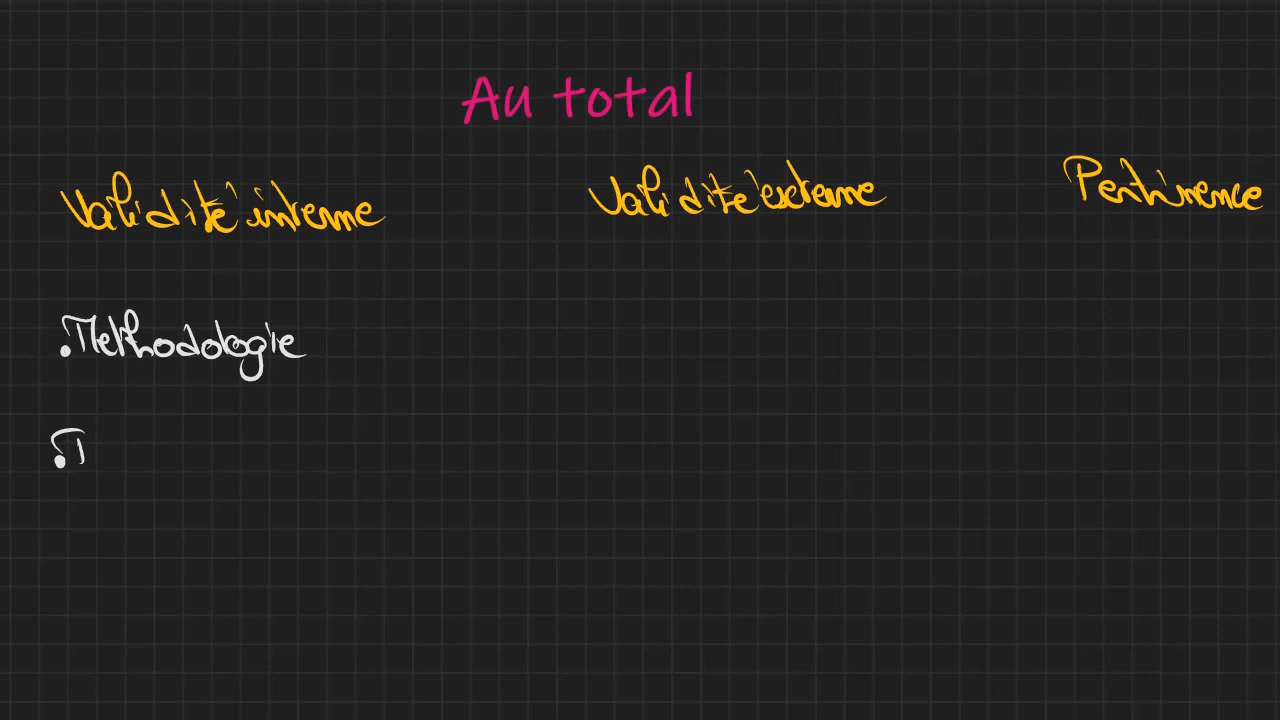 Au total
Validité interne Validité externe Pertinence
.Methodologie
.